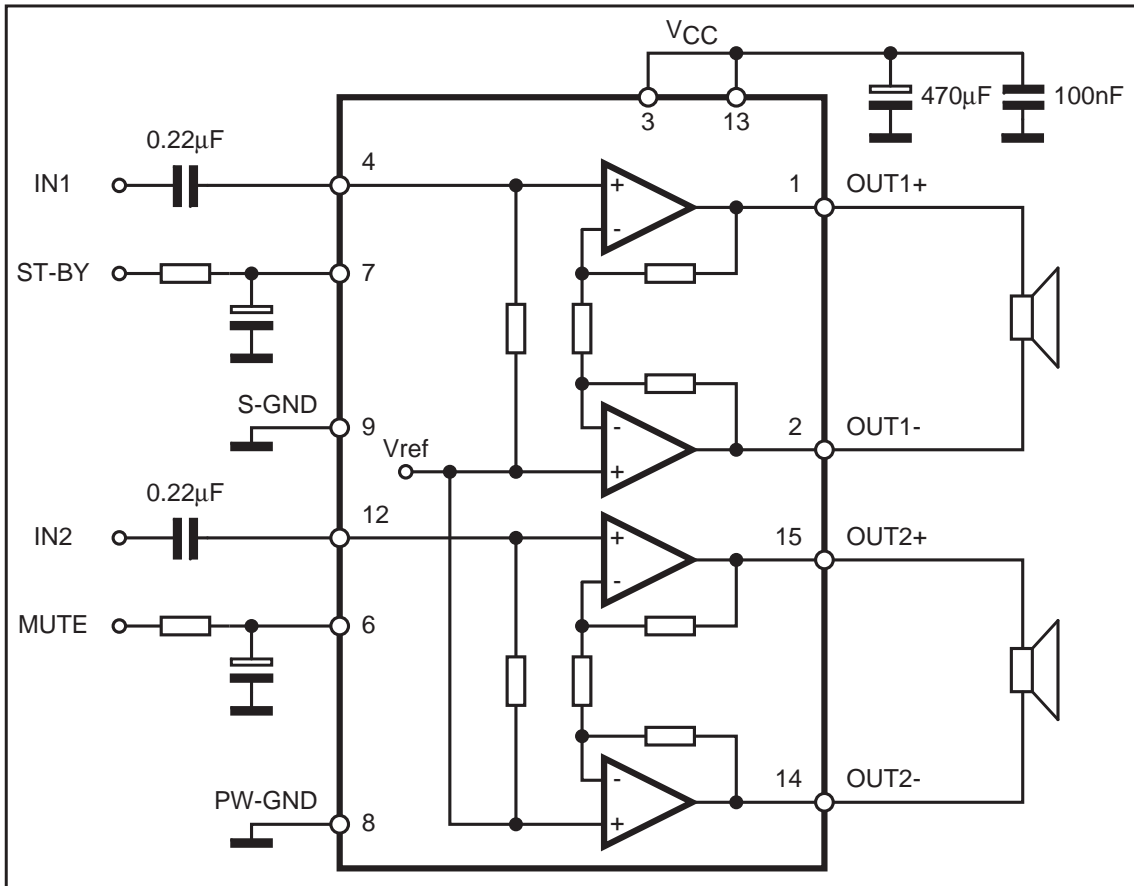 VCC
470μF
100nF
3
13
0.22μF
IN1
4
+
-
1
OUT1+
ST-BY
7
S-GND
9
Vref
-
+
2
OUT1-
0.22μF
IN2
12
+
-
15
OUT2+
MUTE
6
PW-GND
8
-
+
14
OUT2-